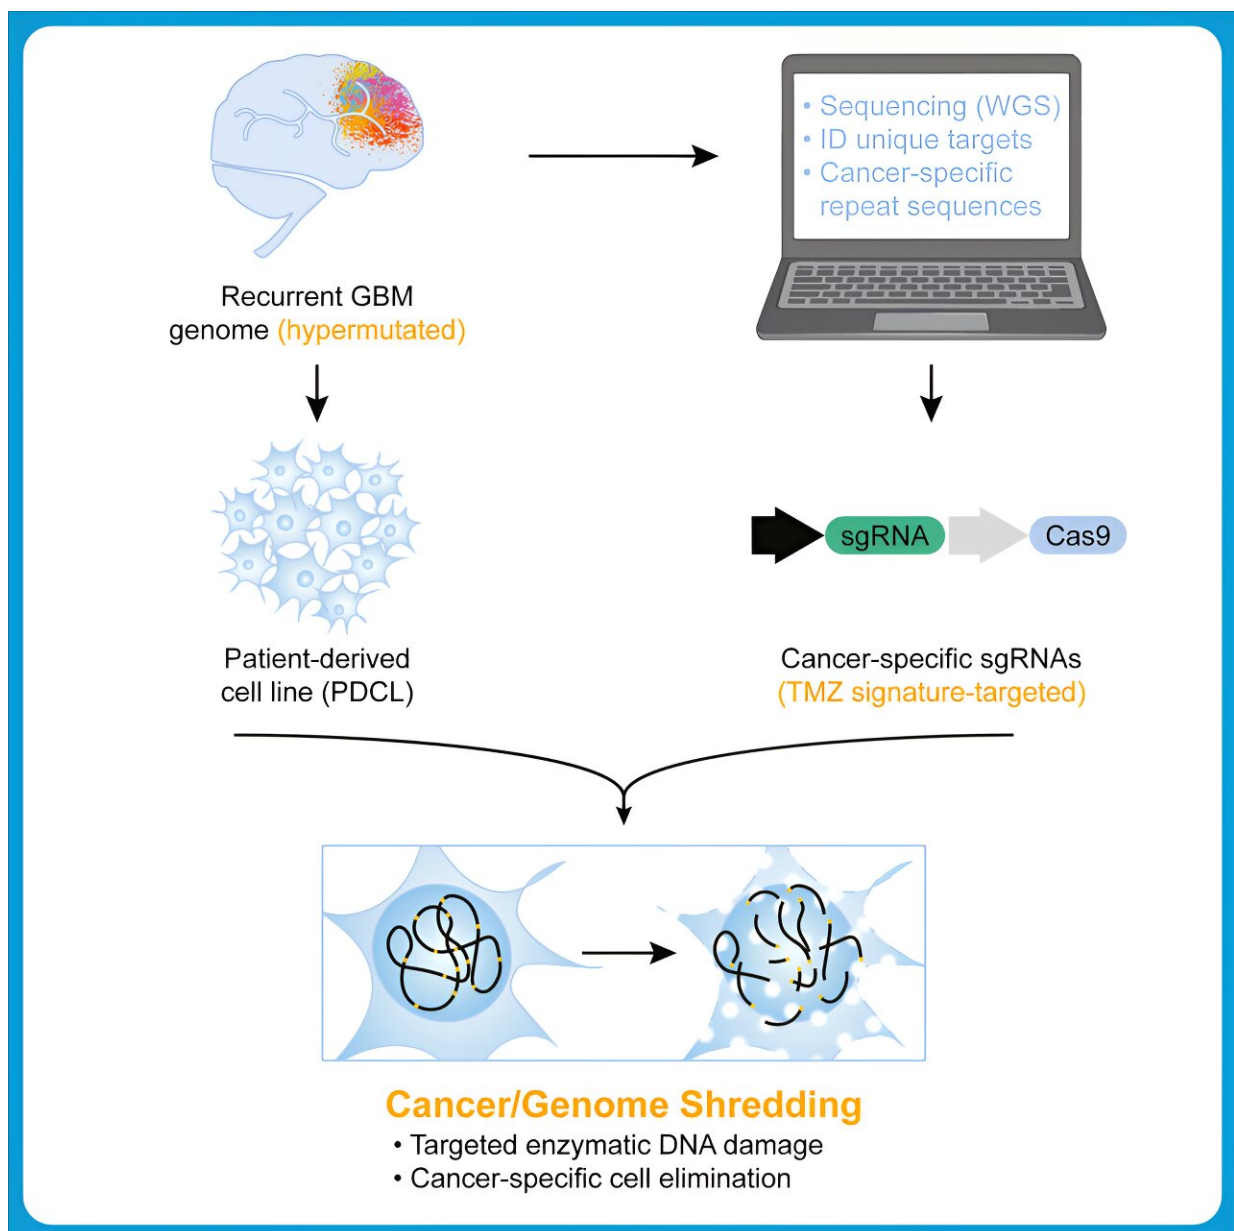 • Sequencing (WGS)
• ID unique targets
• Cancer-specific
repeat sequences
Recurrent GBM
genome (hypermutated)
sgRNA
Cas9
Patient-derived
cell line (PDCL)
Cancer-specific sgRNAs
(TMZ signature-targeted)
Cancer/Genome Shredding
• Targeted enzymatic DNA damage
• Cancer-specific cell elimination